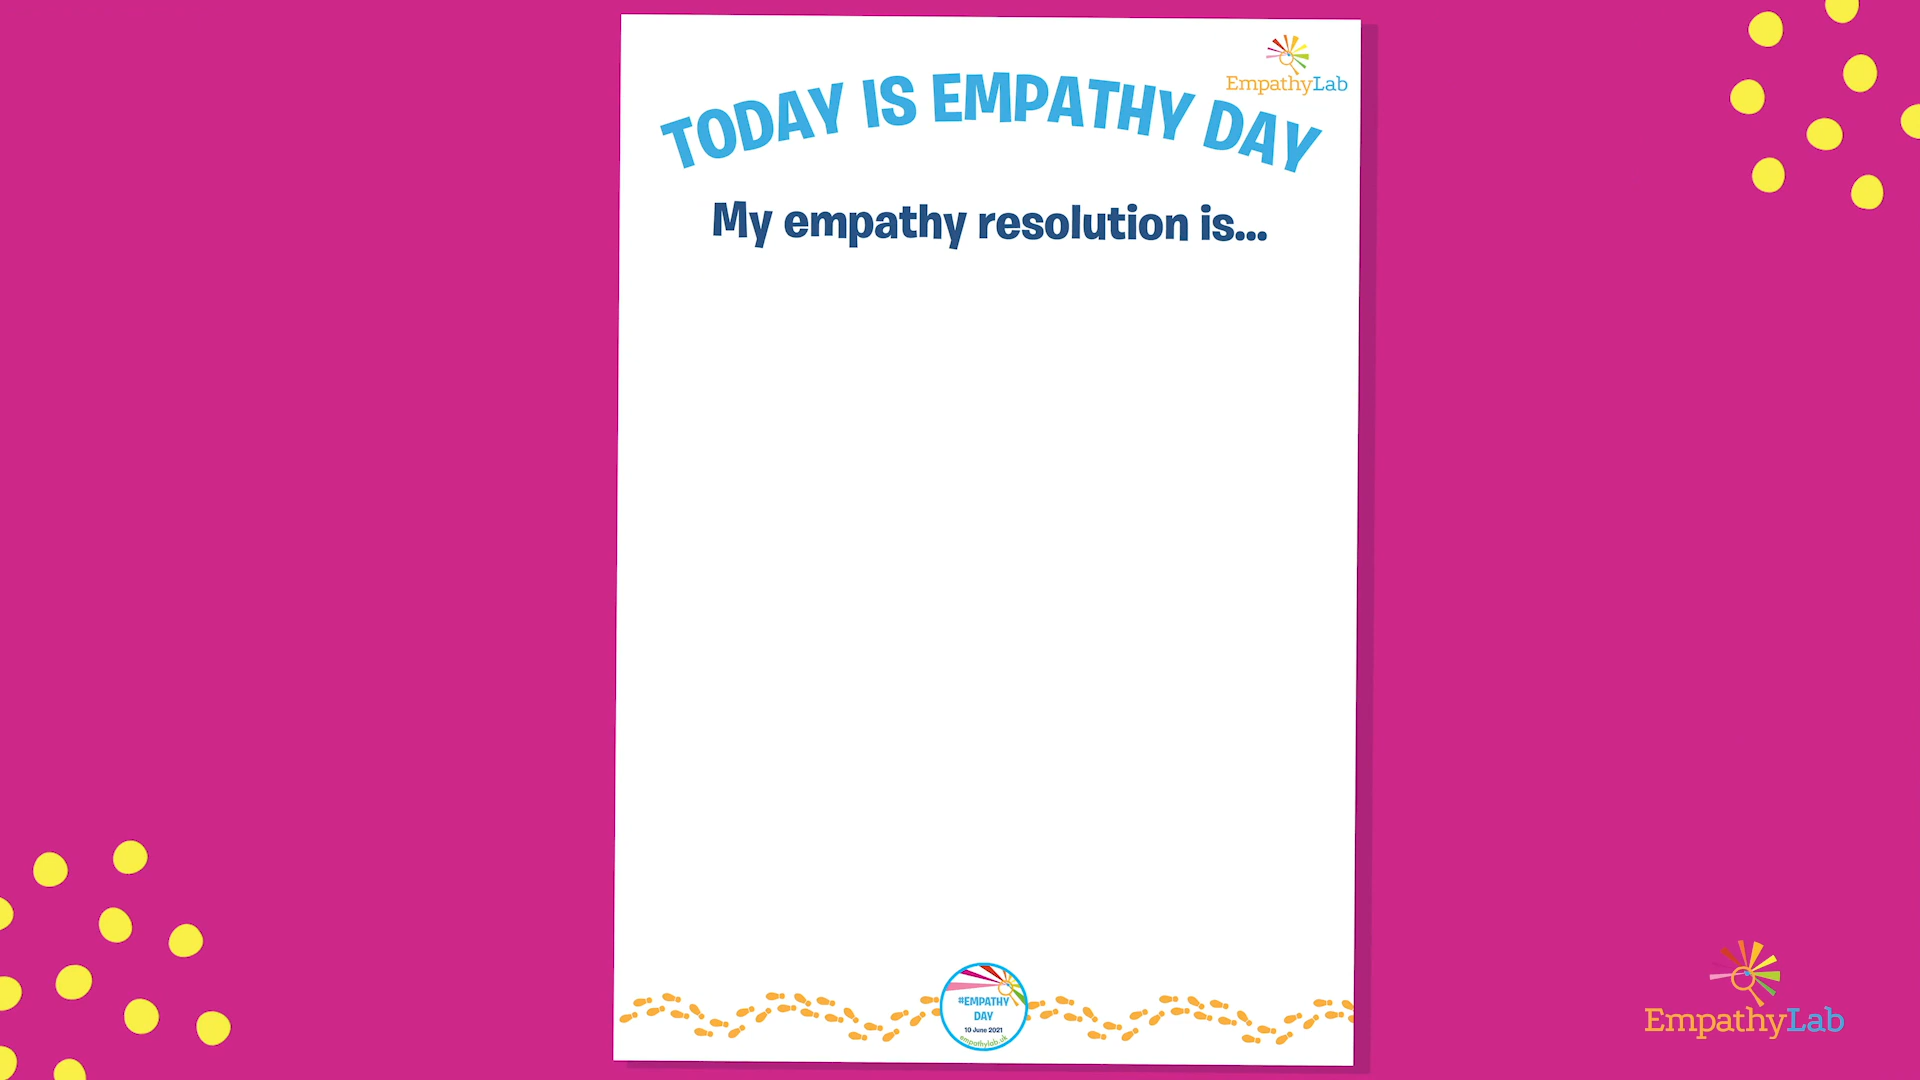 EmpathyLab
TODAY IS EMPATHY DAY
My empathy resolution is...
#EMPATHY
DAY
10 June 2021
empathylab.uk
EmpathyLab